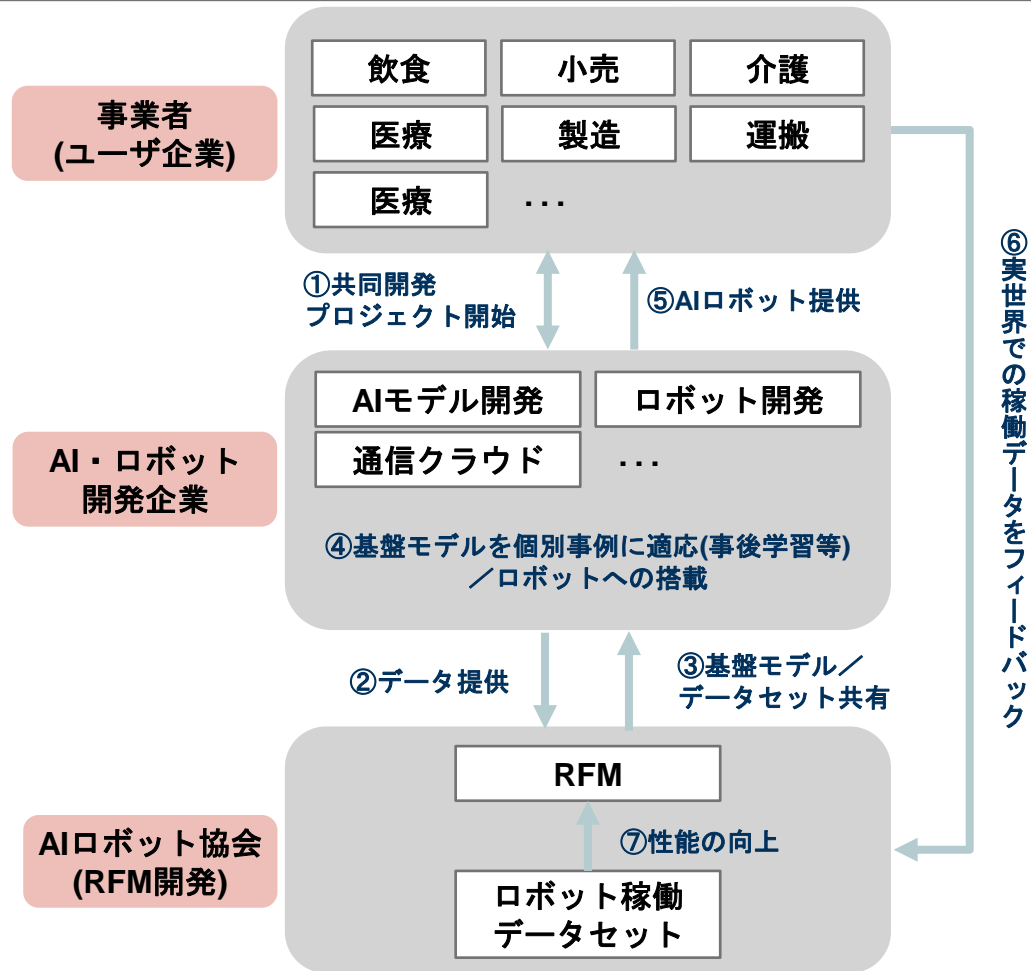 事業者
(ユーザ企業)
飲食
小売
介護
医療
製造
運搬
医療
...
①共同開発
プロジェクト開始
⑤AIロボット提供
⑥実世界での稼働データをフィードバック
AI・ロボット
開発企業
AIモデル開発
ロボット開発
通信クラウド
...
④基盤モデルを個別事例に適応(事後学習等)
／ロボットへの搭載
②データ提供
③基盤モデル／
データセット共有
AIロボット協会
(RFM開発)
RFM
⑦性能の向上
ロボット稼働
データセット